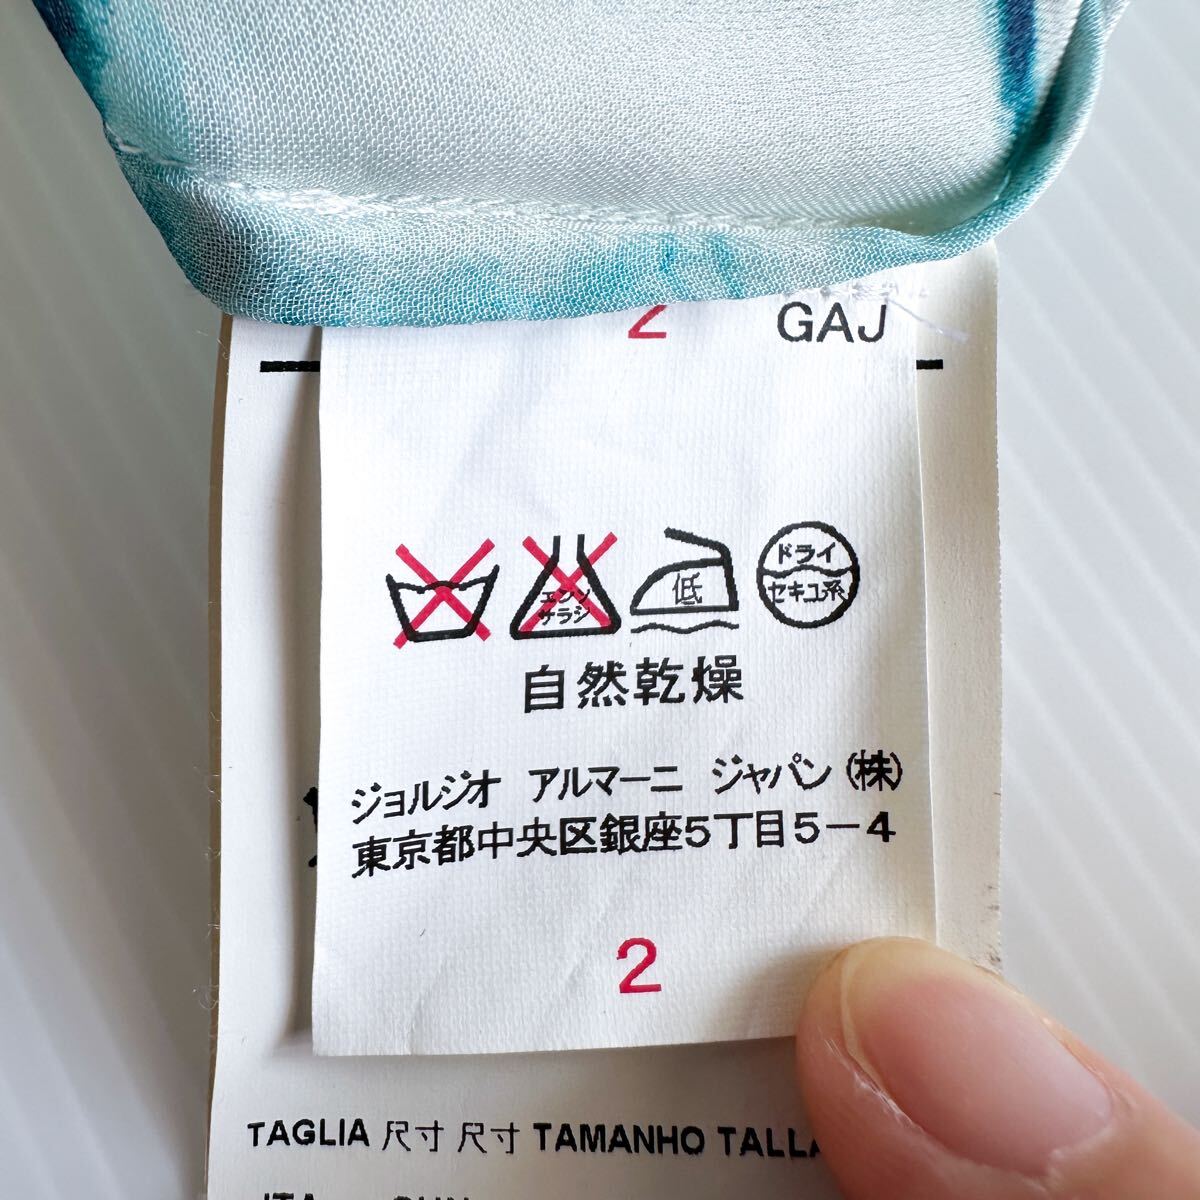 2 GAJ
エンソ
サラシ
低
ドライ
セキユ系
自然乾燥
ジョルジオ アルマーニ ジャパン(株)
東京都中央区銀座5丁目5-4
2
TAGLIA 尺寸 尺寸 TAMANHO